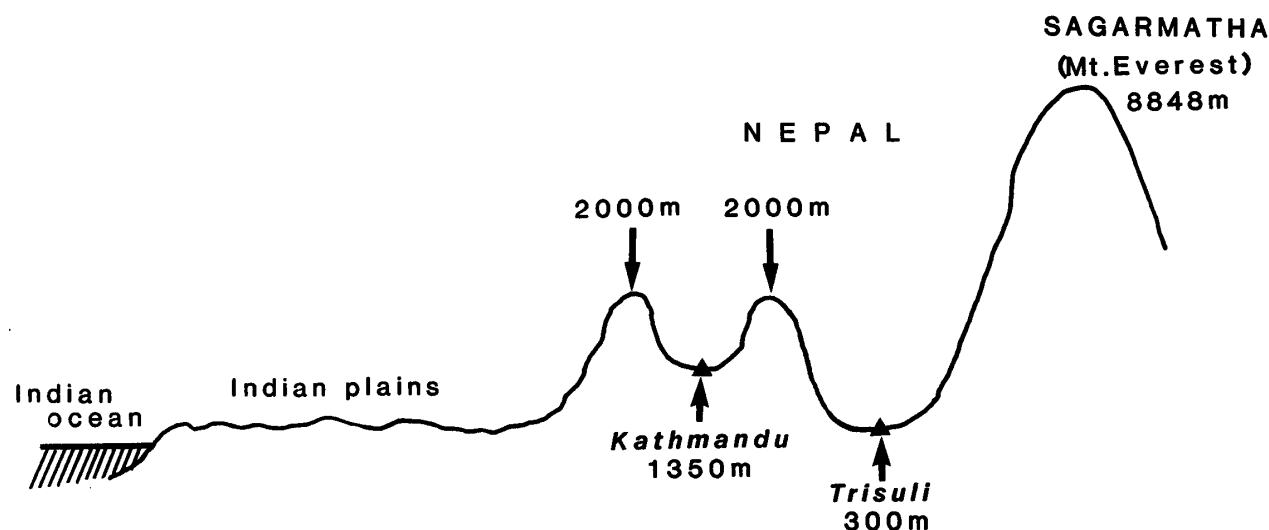 SAGARMATHA
(Mt.Everest)
8848m
NEPAL
2000m 2000m
Indian plains
Indian
ocean
Kathmandu
1350m
Trisuli
300m